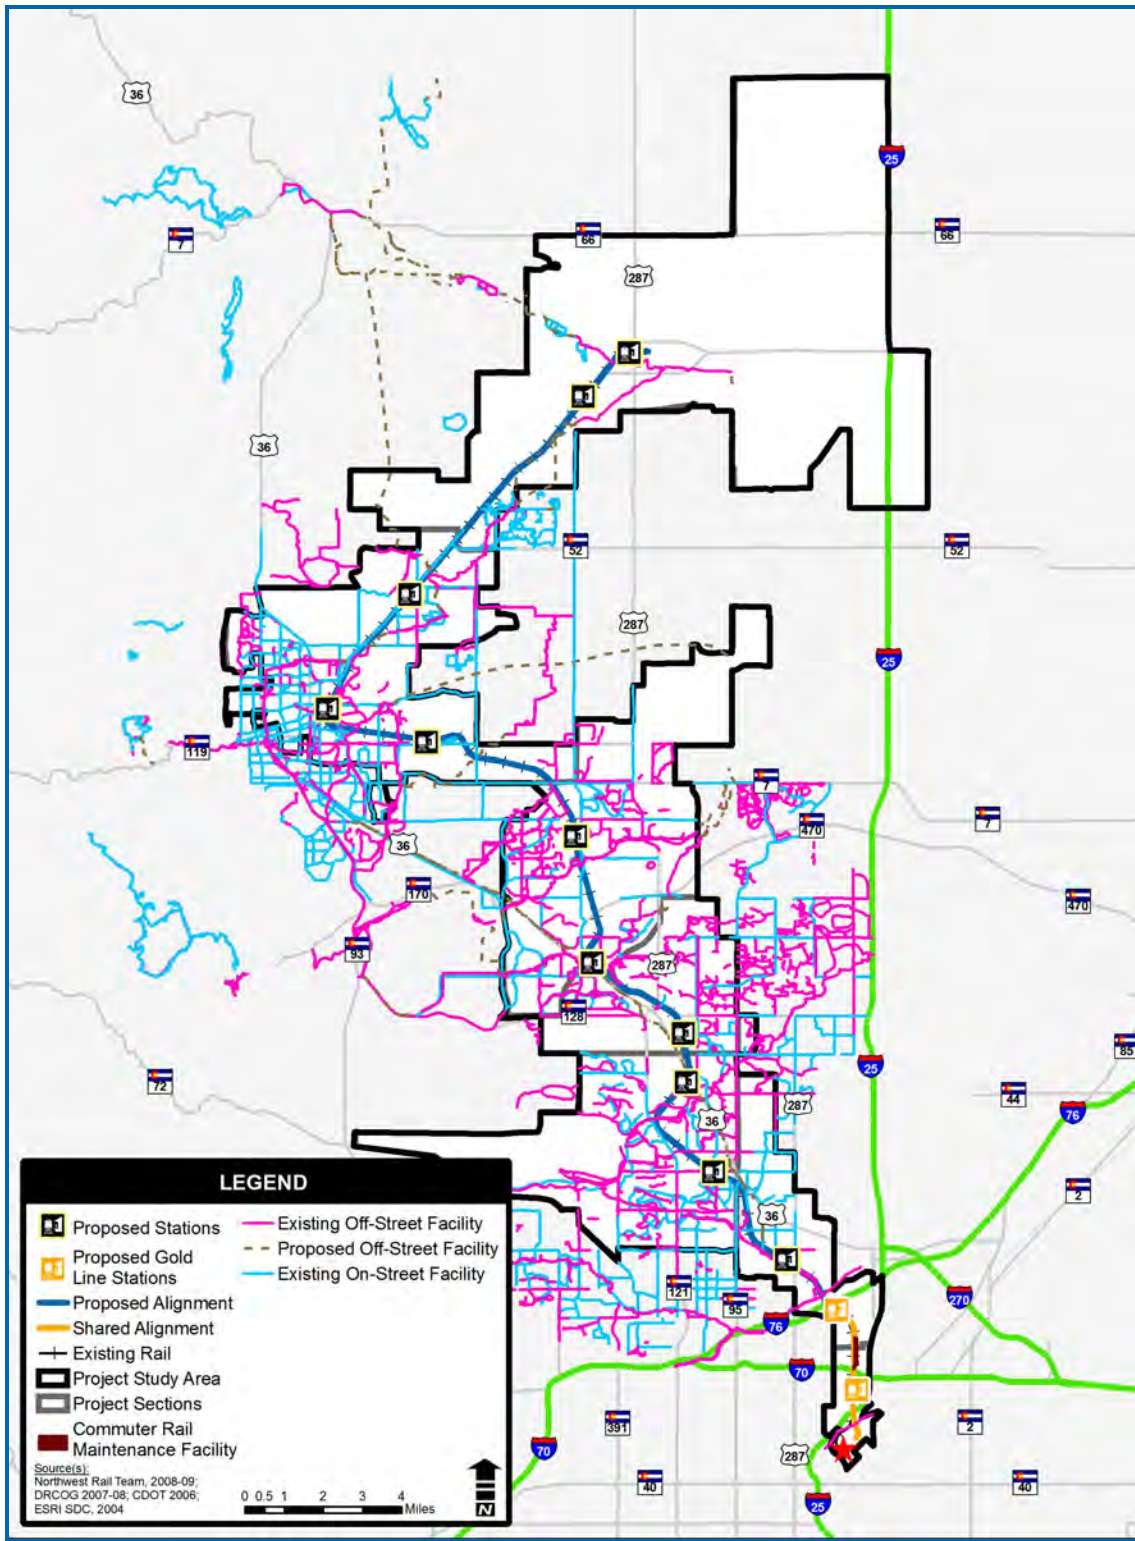 36
25
7
66
66
287
36
52
52
287
25
119
7
7
470
36
170
470
93
287
128
85
25
72
44
287
76
36
2
LEGEND
Proposed Stations
Proposed Gold
Line Stations
Proposed Alignment
Shared Alignment
Existing Rail
Project Study Area
Project Sections
Commuter Rail
Maintenance Facility
Existing Off-Street Facility
Proposed Off-Street Facility
Existing On-Street Facility
Source(s):
Northwest Rail Team, 2008-09;
DRCOG 2007-08; CDOT 2006;
ESRI SDC, 2004
0 0.5 1 2 3 4
Miles
N
36
121
95
270
76
70
391
2
70
287
40
40
25